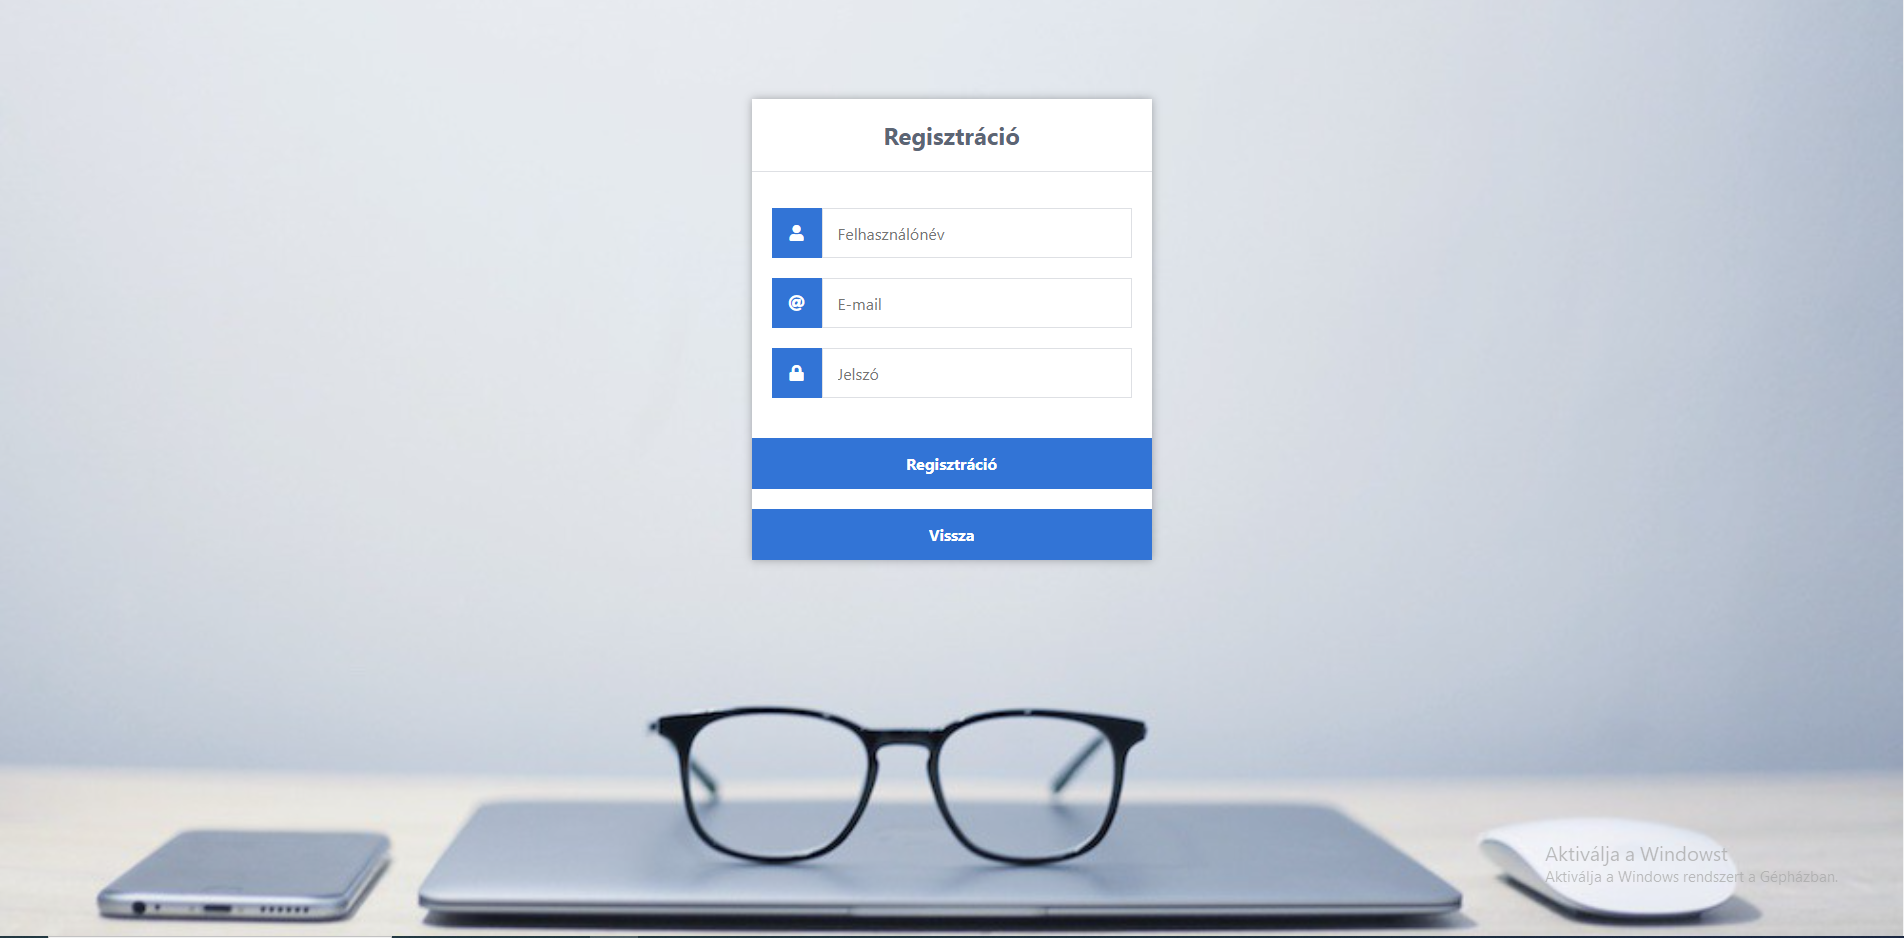 Regisztráció
Felhasználónév
@ E-mail
Jelszó
Regisztráció
Vissza
Aktiválja a Windowst
Aktiválja a Windows rendszert a Gépházban.